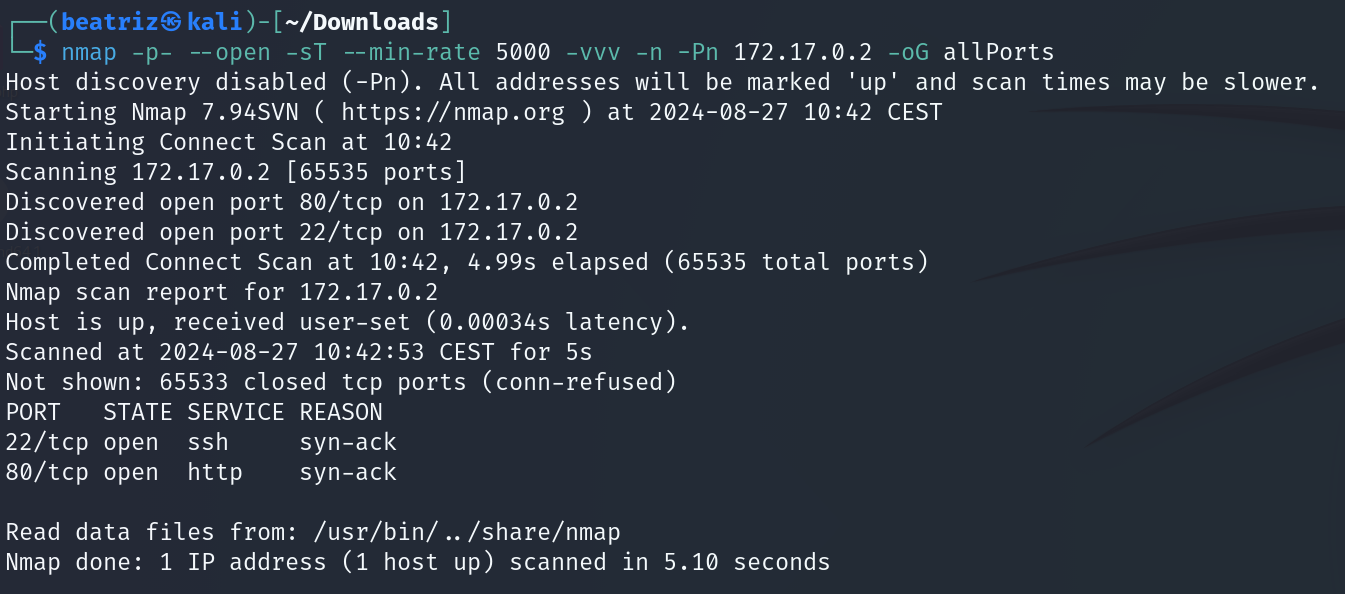 ┌──(beatriz㉿kali)-[~/Downloads]
└─$ nmap -p- --open -sT --min-rate 5000 -vvv -n -Pn 172.17.0.2 -oG allPorts
Host discovery disabled (-Pn). All addresses will be marked 'up' and scan times may be slower.
Starting Nmap 7.94SVN ( https://nmap.org ) at 2024-08-27 10:42 CEST
Initiating Connect Scan at 10:42
Scanning 172.17.0.2 [65535 ports]
Discovered open port 80/tcp on 172.17.0.2
Discovered open port 22/tcp on 172.17.0.2
Completed Connect Scan at 10:42, 4.99s elapsed (65535 total ports)
Nmap scan report for 172.17.0.2
Host is up, received user-set (0.00034s latency).
Scanned at 2024-08-27 10:42:53 CEST for 5s
Not shown: 65533 closed tcp ports (conn-refused)
PORT   STATE SERVICE REASON
22/tcp open  ssh     syn-ack
80/tcp open  http    syn-ack

Read data files from: /usr/bin/../share/nmap
Nmap done: 1 IP address (1 host up) scanned in 5.10 seconds